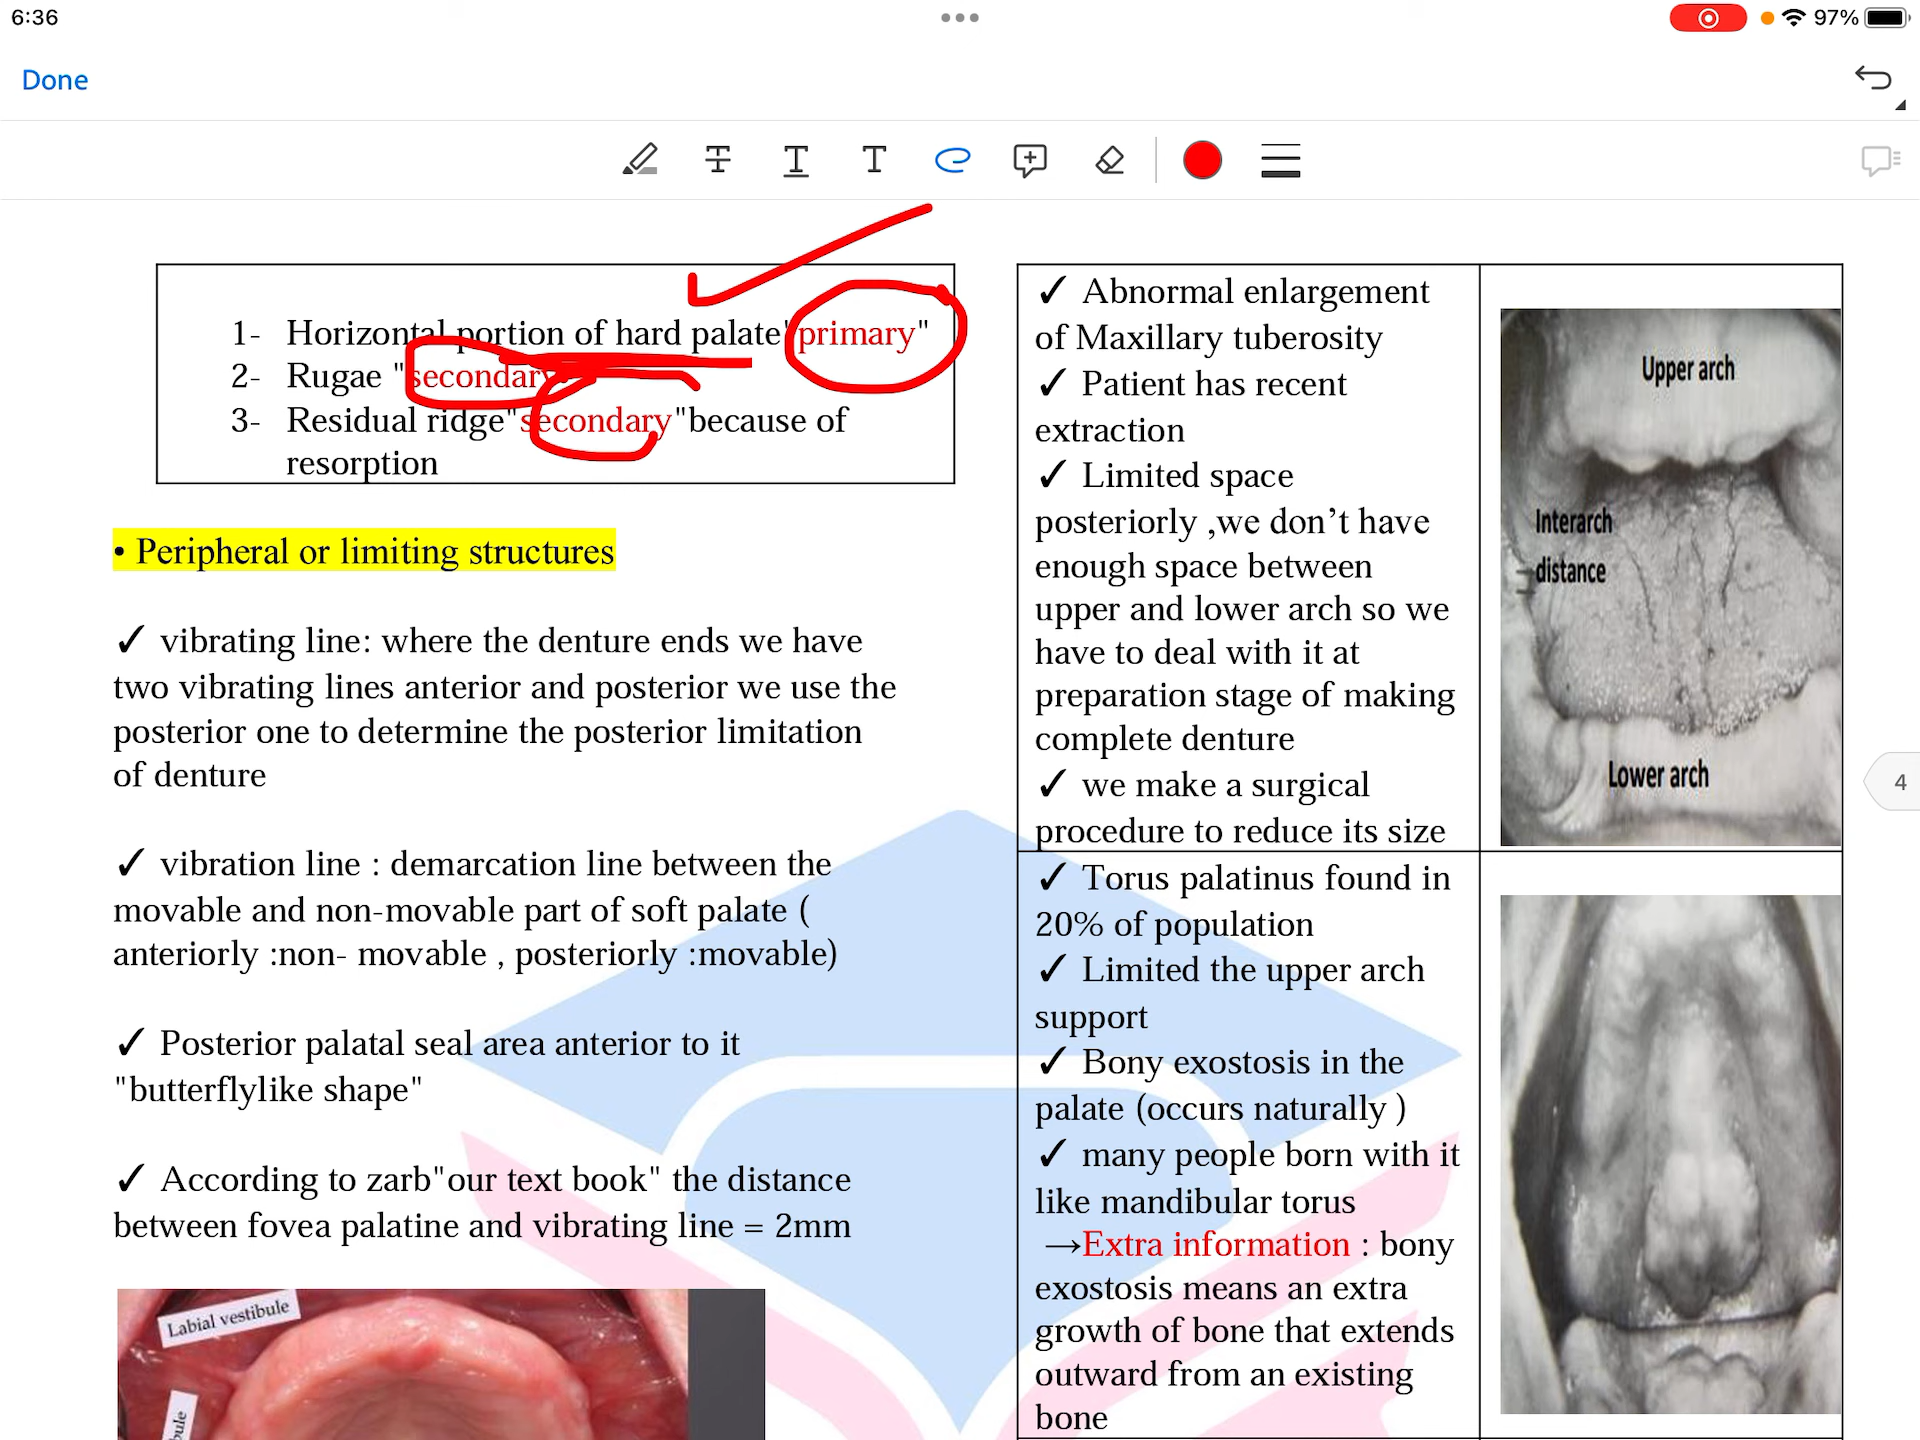 6:36
97%
Done
1- Horizontal portion of hard palate"primary"
2- Rugae "secondary
3- Residual ridge"secondary"because of
resorption
• Peripheral or limiting structures
✓ vibrating line: where the denture ends we have
two vibrating lines anterior and posterior we use the
posterior one to determine the posterior limitation
of denture
✓ vibration line : demarcation line between the
movable and non-movable part of soft palate (
anteriorly :non- movable , posteriorly :movable)
✓ Posterior palatal seal area anterior to it
"butterflylike shape"
✓ According to zarb"our text book" the distance
between fovea palatine and vibrating line = 2mm
Labial vestibule
✓ Abnormal enlargement
of Maxillary tuberosity
✓ Patient has recent
extraction
✓ Limited space
posteriorly ,we don’t have
enough space between
upper and lower arch so we
have to deal with it at
preparation stage of making
complete denture
✓ we make a surgical
procedure to reduce its size
Upper arch
Interarch
distance
Lower arch
4
✓ Torus palatinus found in
20% of population
✓ Limited the upper arch
support
✓ Bony exostosis in the
palate (occurs naturally )
✓ many people born with it
like mandibular torus
→Extra information : bony
exostosis means an extra
growth of bone that extends
outward from an existing
bone